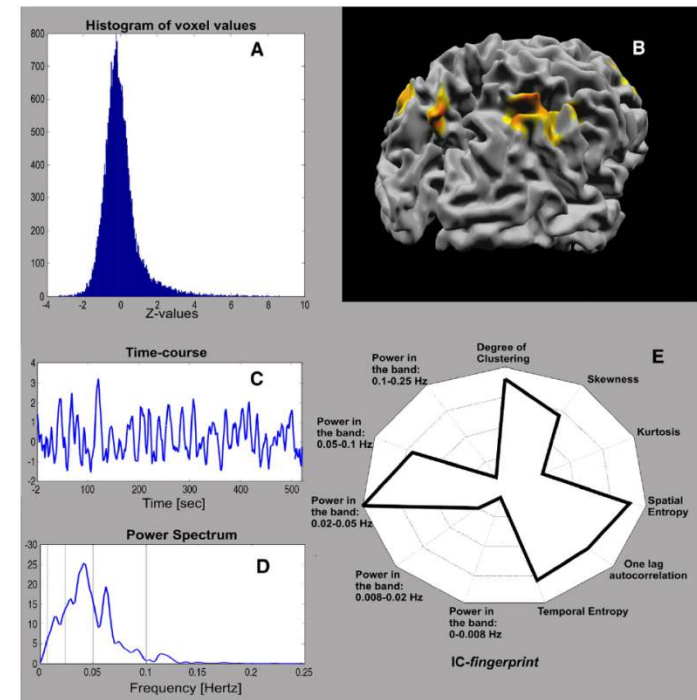 Histogram of voxel values
A
800
700
600
500
400
300
200
100
0
-4 -2 0 2 4 6 8 10
Z-values
B
Time-course
C
4
3
2
1
0
-1
-2
-2 100 200 300 400 500
Time [sec]
Power Spectrum
D
-30
25
20
15
10
5
0
0 0.05 0.1 0.15 0.2 0.25
Frequency [Hertz]
E
Degree of
Clustering
Skewness
Kurtosis
Spatial
Entropy
One lag
autocorrelation
Temporal Entropy
Power in
the band:
0-0.008 Hz
Power in
the band:
0.008-0.02 Hz
Power in
the band:
0.02-0.05 Hz
Power in
the band:
0.05-0.1 Hz
Power in
the band:
0.1-0.25 Hz
IC-fingerprint